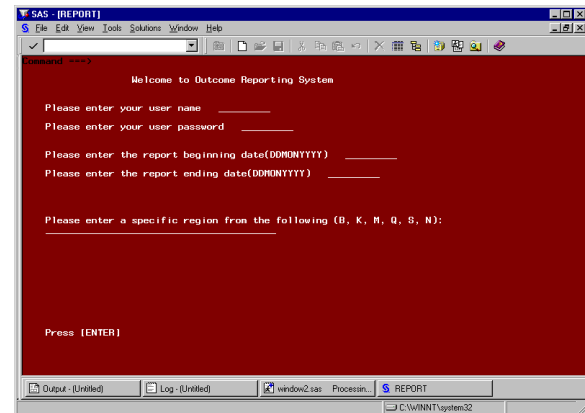 SAS - [REPORT]
File Edit View Tools Solutions Window Help
Command --->
Welcome to Outcome Reporting System
Please enter your user name
Please enter your user password
Please enter the report beginning date(DDMONYYYY)
Please enter the report ending date(DDMONYYYY)
Please enter a specific region from the following (B, K, M, Q, S, N):
Press [ENTER]
Output - (Untitled) Log - (Untitled) window2.sas Processin... REPORT
C:\WINNT\system32